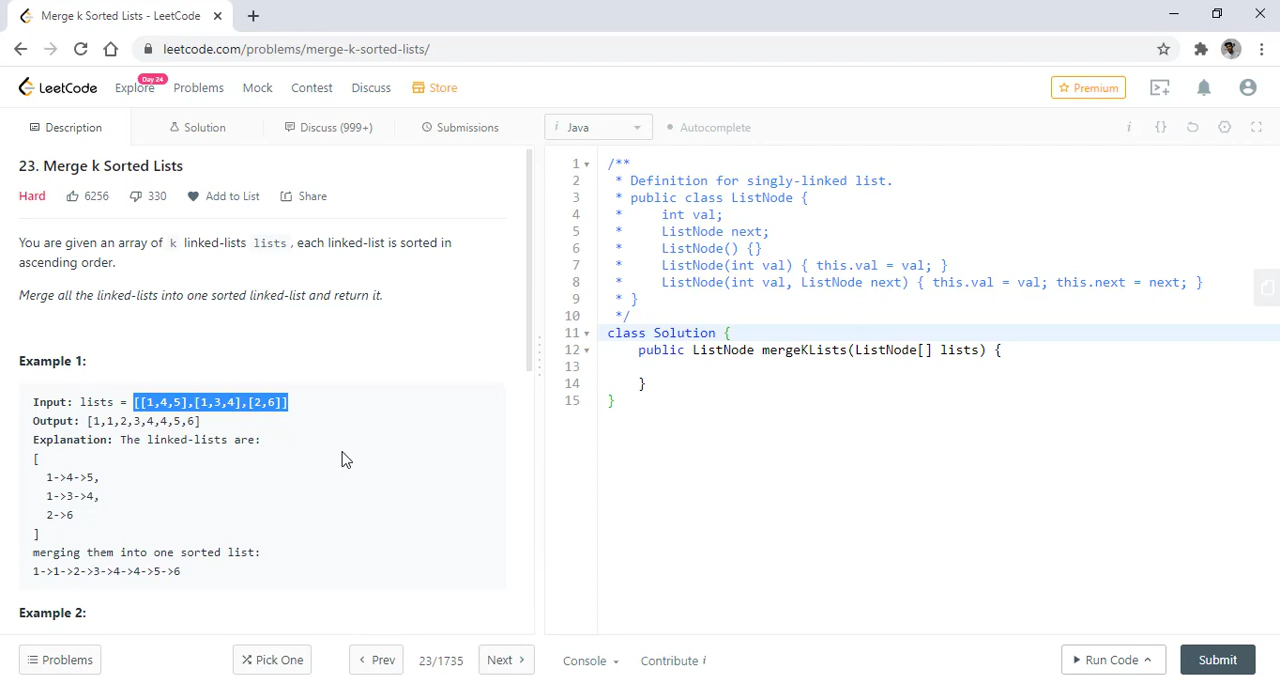 Merge k Sorted Lists - LeetCode
leetcode.com/problems/merge-k-sorted-lists/
LeetCode Explore Day 24 Problems Mock Contest Discuss Store Premium
Description Solution Discuss (999+) Submissions
i Java Autocomplete i {}
23. Merge k Sorted Lists
Hard 6256 330 Add to List Share
You are given an array of k linked-lists lists, each linked-list is sorted in
ascending order.
Merge all the linked-lists into one sorted linked-list and return it.
Example 1:
Input: lists = [[1,4,5],[1,3,4],[2,6]]
Output: [1,1,2,3,4,4,5,6]
Explanation: The linked-lists are:
[
1->4->5,
1->3->4,
2->6
]
merging them into one sorted list:
1->1->2->3->4->4->5->6
Example 2:
1 /**
2 * Definition for singly-linked list.
3 * public class ListNode {
4 *     int val;
5 *     ListNode next;
6 *     ListNode() {}
7 *     ListNode(int val) { this.val = val; }
8 *     ListNode(int val, ListNode next) { this.val = val; this.next = next; }
9 * }
10 */
11 class Solution {
12     public ListNode mergeKLists(ListNode[] lists) {
13
14     }
15 }
Problems Pick One Prev 23/1735 Next Console Contribute i Run Code Submit